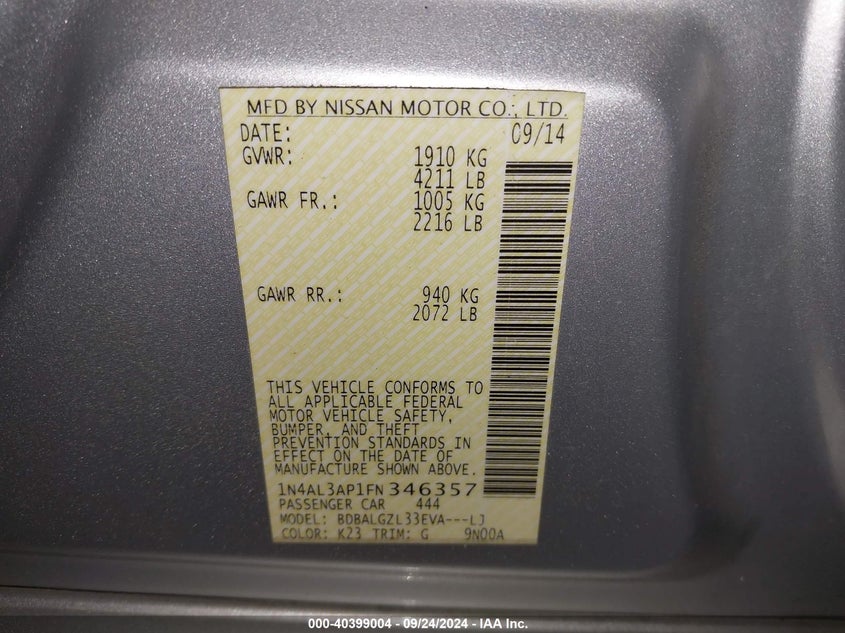 MFD BY NISSAN MOTOR CO., LTD.
DATE: 09/14
GVWR: 1910 KG
4211 LB
GAWR FR.: 1005 KG
2216 LB
GAWR RR.: 940 KG
2072 LB
THIS VEHICLE CONFORMS TO
ALL APPLICABLE FEDERAL
MOTOR VEHICLE SAFETY,
BUMPER, AND THEFT
PREVENTION STANDARDS IN
EFFECT ON THE DATE OF
MANUFACTURE SHOWN ABOVE.
1N4AL3AP1FN346357
PASSENGER CAR 444
MODEL: BDBALGZL33EVA---LJ
COLOR: K23 TRIM: G 9N00A
000-40399004 - 09/24/2024 - IAA Inc.